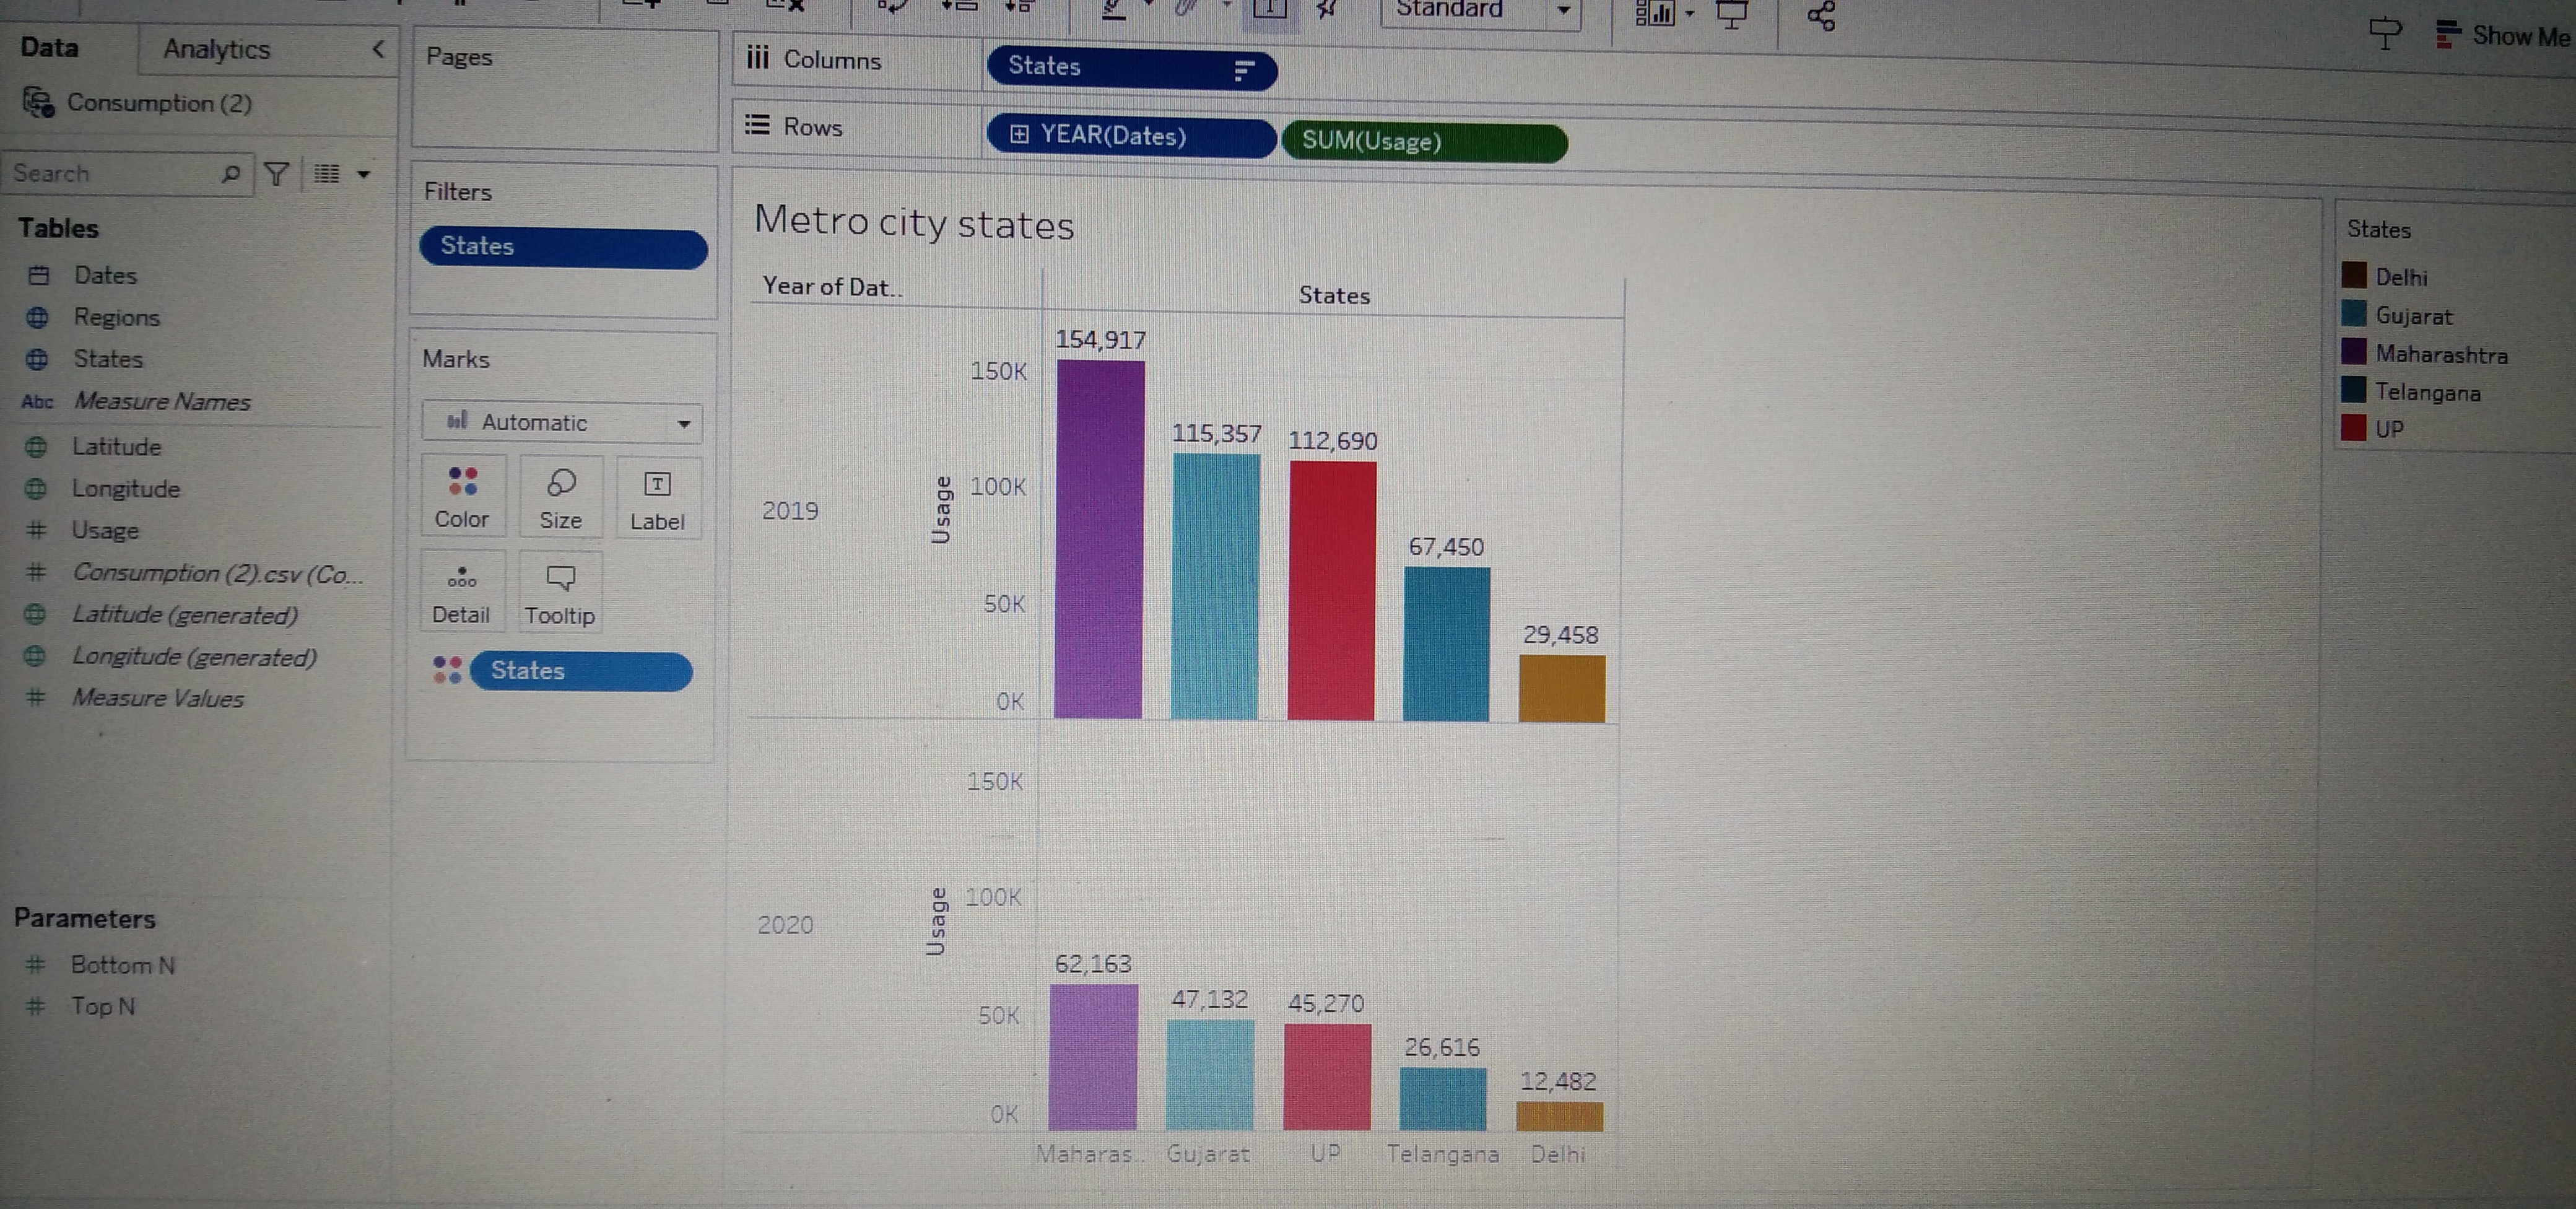 Standard
Show Me
Data
Analytics
Consumption (2)
Search
Tables
Dates
Regions
States
Abc Measure Names
Latitude
Longitude
# Usage
# Consumption (2).csv (Co...
Latitude (generated)
Longitude (generated)
# Measure Values
Parameters
# Bottom N
# Top N
Pages
Filters
States
Marks
Automatic
Color
Size
T
Label
Detail
Tooltip
States
Columns
States
Rows
YEAR(Dates)
SUM(Usage)
Metro city states
Year of Dat..
States
2019
Usage
150K
100K
50K
0K
154,917
115,357
112,690
67,450
29,458
2020
Usage
150K
100K
50K
0K
62,163
47,132
45,270
26,616
12,482
Maharas..
Gujarat
UP
Telangana
Delhi
States
Delhi
Gujarat
Maharashtra
Telangana
UP